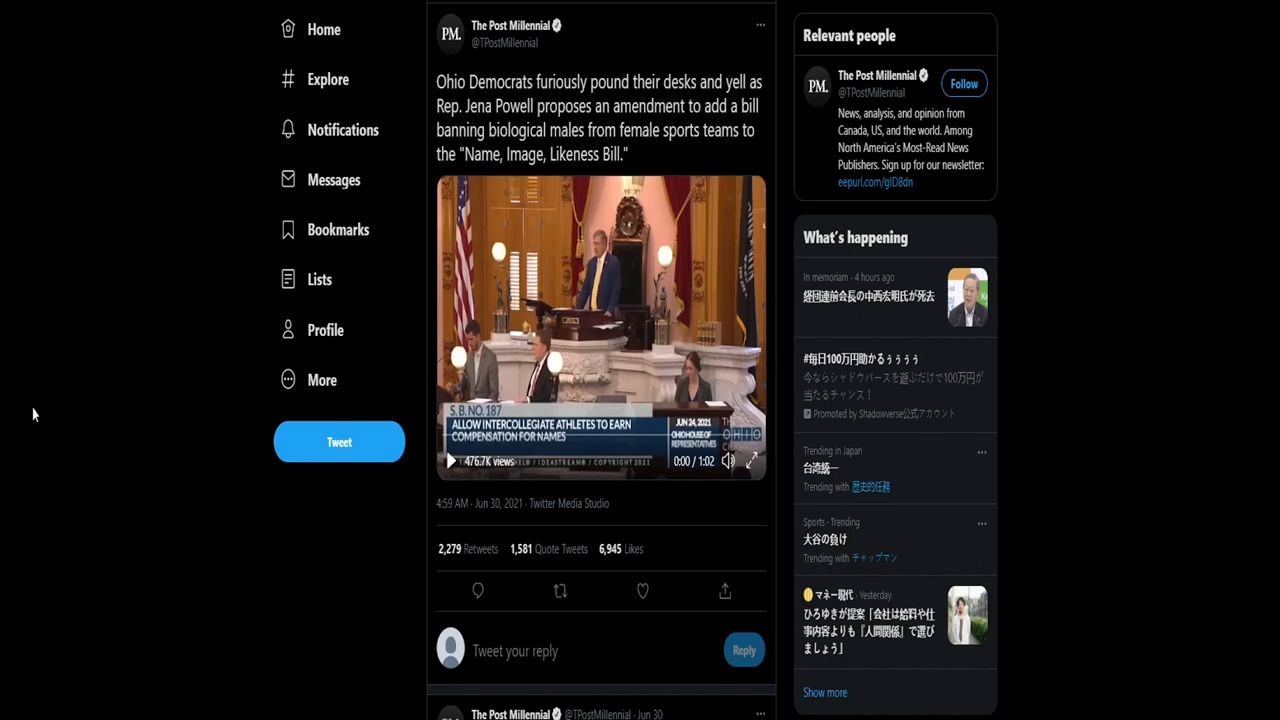 Home
Explore
Notifications
Messages
Bookmarks
Lists
Profile
More
Tweet
PM.
The Post Millennial
@TPostMillennial
Ohio Democrats furiously pound their desks and yell as
Rep. Jena Powell proposes an amendment to add a bill
banning biological males from female sports teams to
the "Name, Image, Likeness Bill."
S.B. NO. 187
ALLOW INTERCOLLEGIATE ATHLETES TO EARN
COMPENSATION FOR NAMES
JUN 24, 2021
OHIO HOUSE OF
REPRESENTATIVES
476.7K views
/ IDEASTREAM® / COPYRIGHT 2021
0:00 / 1:02
4:59 AM · Jun 30, 2021 · Twitter Media Studio
2,279 Retweets 1,581 Quote Tweets 6,945 Likes
Tweet your reply
Reply
The Post Millennial @TPostMillennial · Jun 30
Relevant people
PM.
The Post Millennial
@TPostMillennial
Follow
News, analysis, and opinion from
Canada, US, and the world. Among
North America's Most-Read News
Publishers. Sign up for our newsletter:
eepurl.com/gID8dn
What's happening
In memoriam · 4 hours ago
経団連前会長の中西宏明氏が死去
#毎日100万円助かるぅぅぅぅ
今ならシャドウバースを遊ぶだけで100万円が
当たるチャンス！
Promoted by Shadowverse公式アカウント
Trending in Japan
台湾統一
Trending with 歴史的任務
Sports · Trending
大谷の負け
Trending with チャップマン
マネー現代 · Yesterday
ひろゆきが提案「会社は給料や仕
事内容よりも『人間関係』で選び
ましょう」
Show more